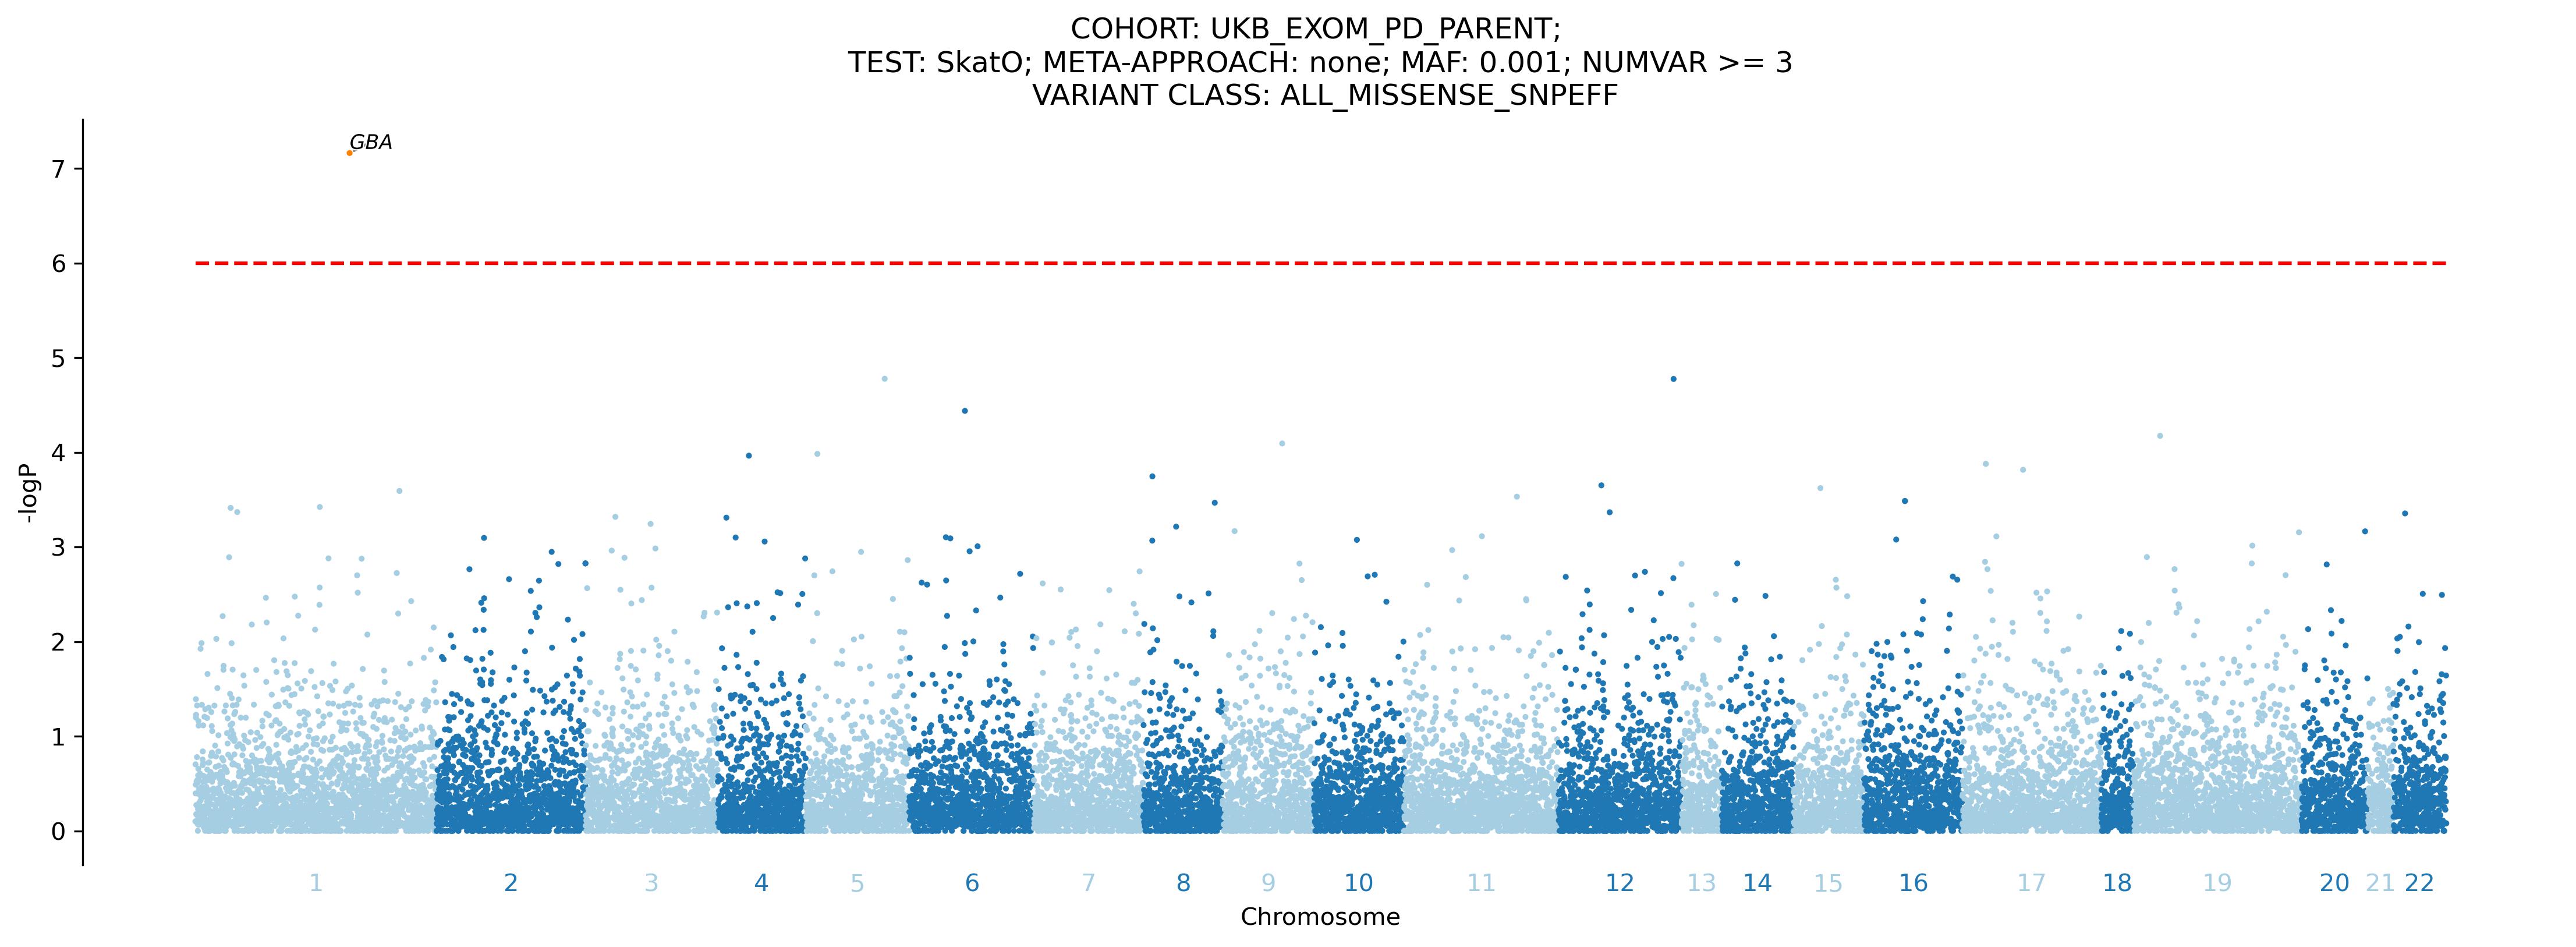 COHORT: UKB_EXOM_PD_PARENT;
TEST: SkatO; META-APPROACH: none; MAF: 0.001; NUMVAR >= 3
VARIANT CLASS: ALL_MISSENSE_SNPEFF
GBA
7
6
5
4
3
2
1
0
-logP
1 2 3 4 5 6 7 8 9 10 11 12 13 14 15 16 17 18 19 20 21 22
Chromosome